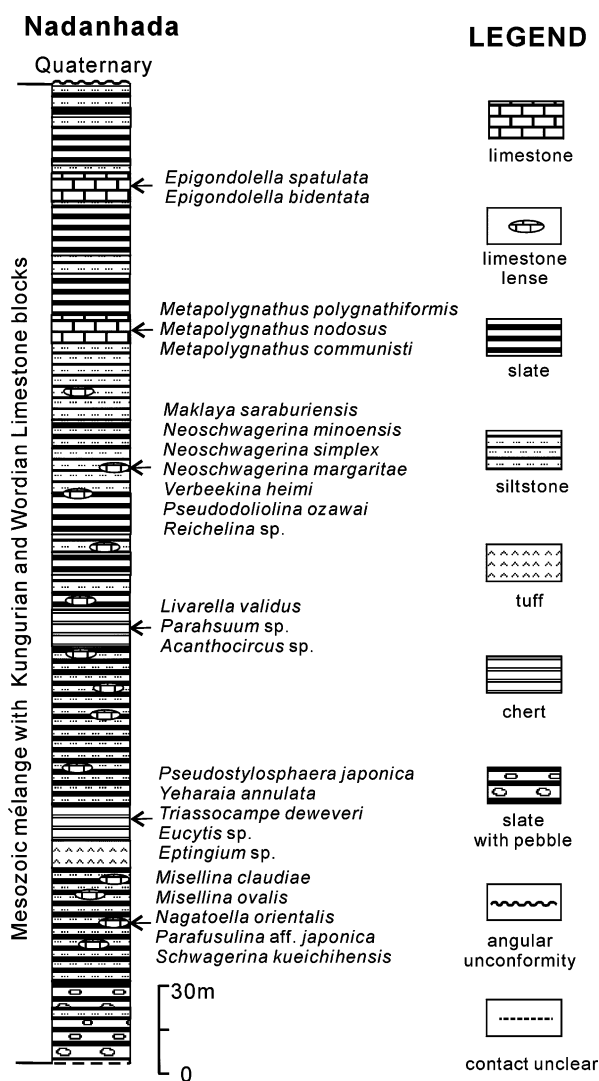 Nadanhada
Quaternary
Mesozoic mélange with Kungurian and Wordian Limestone blocks
Epigondolella spatulata
Epigondolella bidentata
Metapolygnathus polygnathiformis
Metapolygnathus nodosus
Metapolygnathus communisti
Maklaya saraburiensis
Neoschwagerina minoensis
Neoschwagerina simplex
Neoschwagerina margaritae
Verbeekina heimi
Pseudodoliolina ozawai
Reichelina sp.
Livarella validus
Parahsuum sp.
Acanthocircus sp.
Pseudostylosphaera japonica
Yeharaia annulata
Triassocampe deweveri
Eucytis sp.
Eptingium sp.
Misellina claudiae
Misellina ovalis
Nagatoella orientalis
Parafusulina aff. japonica
Schwagerina kueichihensis
30m
0
LEGEND
limestone
limestone
lense
slate
siltstone
tuff
chert
slate
with pebble
angular
unconformity
contact unclear